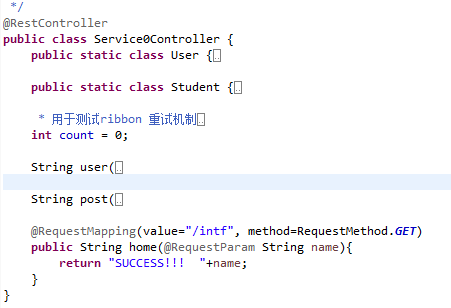 */
@RestController
public class Service0Controller {
public static class User {
public static class Student {
* 用于测试ribbon 重试机制
int count = 0;
String user(
String post(
@RequestMapping(value="/intf", method=RequestMethod.GET)
public String home(@RequestParam String name){
return "SUCCESS!!!  "+name;
}
}